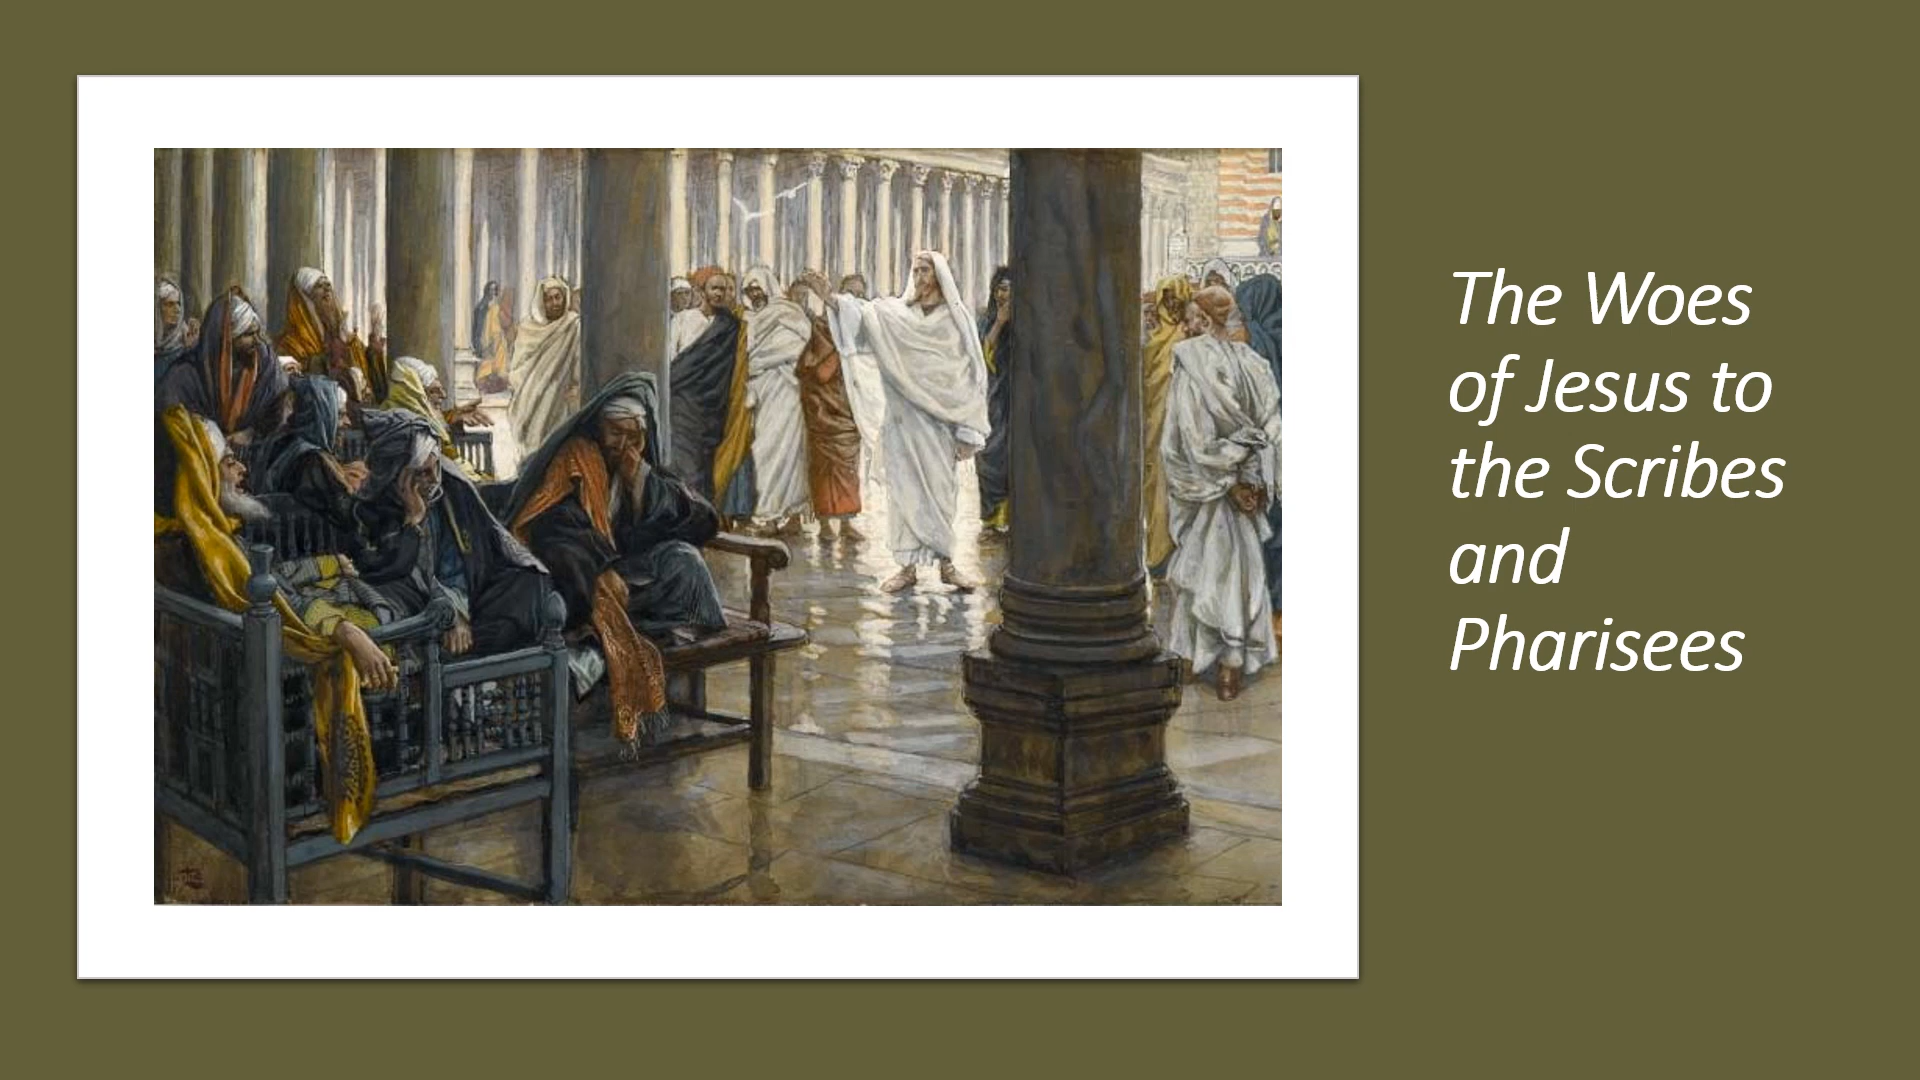 The Woes
of Jesus to
the Scribes
and
Pharisees